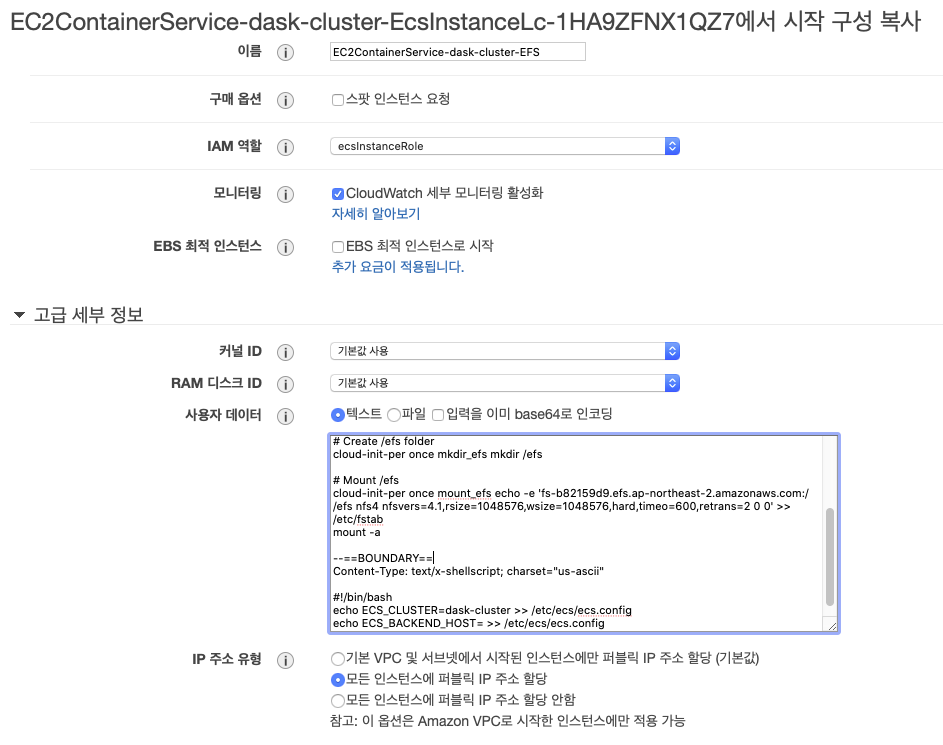 EC2ContainerService-dask-cluster-EcsInstanceLc-1HA9ZFNX1QZ7에서 시작 구성 복사
이름 i EC2ContainerService-dask-cluster-EFS
구매 옵션 i 스팟 인스턴스 요청
IAM 역할 i ecsInstanceRole
모니터링 i CloudWatch 세부 모니터링 활성화
자세히 알아보기
EBS 최적 인스턴스 i EBS 최적 인스턴스로 시작
추가 요금이 적용됩니다.
고급 세부 정보
커널 ID i 기본값 사용
RAM 디스크 ID i 기본값 사용
사용자 데이터 i 텍스트 파일 입력을 이미 base64로 인코딩
# Create /efs folder
cloud-init-per once mkdir_efs mkdir /efs
# Mount /efs
cloud-init-per once mount_efs echo -e 'fs-b82159d9.efs.ap-northeast-2.amazonaws.com:/
/efs nfs4 nfsvers=4.1,rsize=1048576,wsize=1048576,hard,timeo=600,retrans=2 0 0' >>
/etc/fstab
mount -a
--==BOUNDARY==
Content-Type: text/x-shellscript; charset="us-ascii"
#!/bin/bash
echo ECS_CLUSTER=dask-cluster >> /etc/ecs/ecs.config
echo ECS_BACKEND_HOST= >> /etc/ecs/ecs.config
IP 주소 유형 i 기본 VPC 및 서브넷에서 시작된 인스턴스에만 퍼블릭 IP 주소 할당 (기본값)
모든 인스턴스에 퍼블릭 IP 주소 할당
모든 인스턴스에 퍼블릭 IP 주소 할당 안함
참고: 이 옵션은 Amazon VPC로 시작한 인스턴스에만 적용 가능